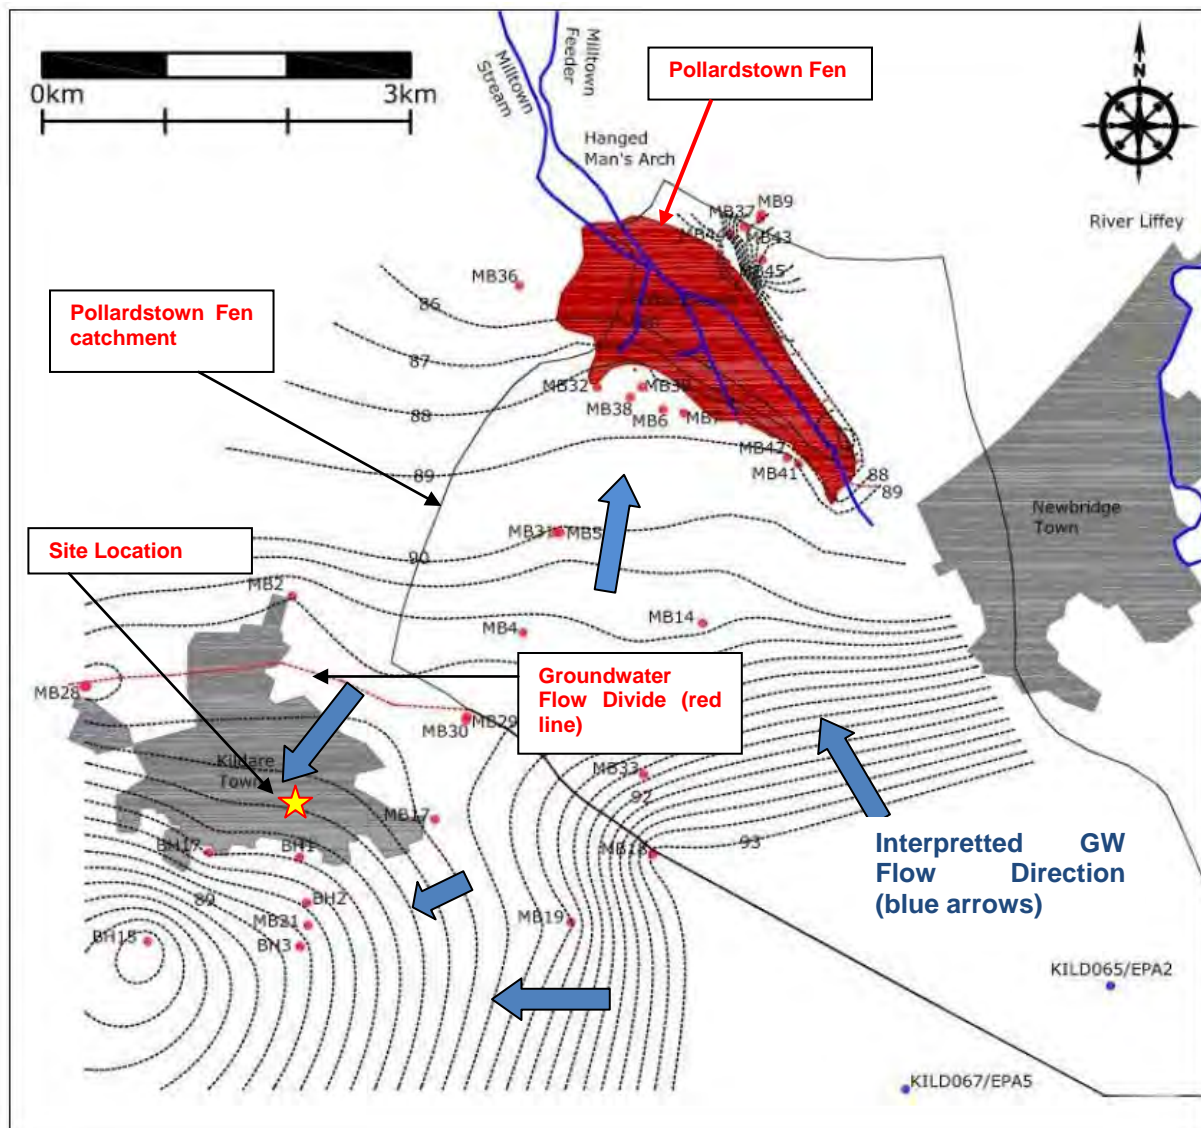 0km
3km
Milltown
Stream
Milltown
Feeder
Pollardstown Fen
N
Hanged
Man's Arch
MB9
MB37
MB44
MB43
MB45
River Liffey
MB36
Pollardstown Fen
catchment
86
87
88
89
MB32
MB38
MB6
MB7
MB42
MB41
88
89
Newbridge
Town
Site Location
MB31
MB5
90
MB2
MB14
MB4
Groundwater
Flow Divide (red
line)
MB28
MB30
MB29
Kildare
Town
MB33
92
93
MB17
MB18
BH17
BH1
Interpretted GW
Flow Direction
(blue arrows)
89
BH2
MB21
BH3
BH15
MB19
KILD065/EPA2
KILD067/EPA5